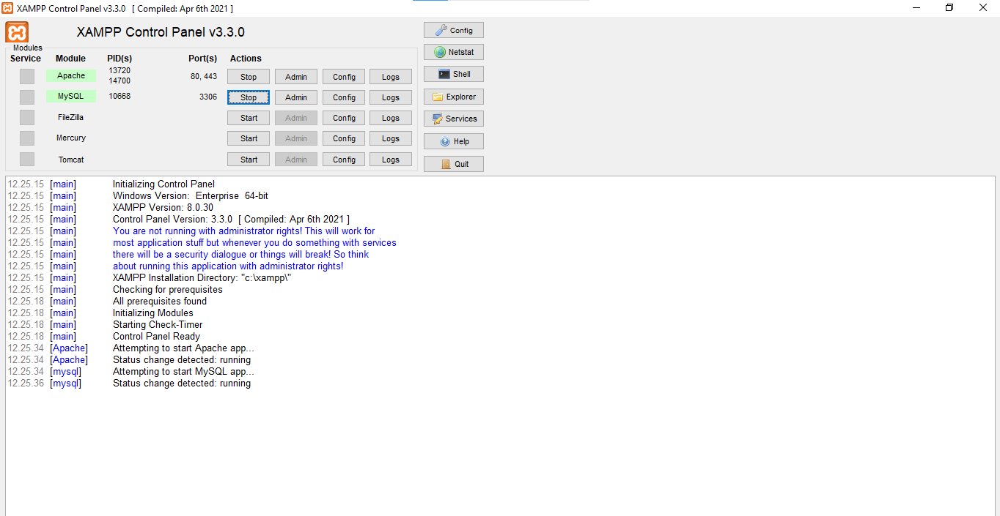 XAMPP Control Panel v3.3.0 [ Compiled: Apr 6th 2021 ]
XAMPP Control Panel v3.3.0
Config
Modules
Service Module PID(s) Port(s) Actions
Netstat
Apache 13720 14700 80, 443 Stop Admin Config Logs
Shell
MySQL 10668 3306 Stop Admin Config Logs
Explorer
FileZilla Start Admin Config Logs
Services
Mercury Start Admin Config Logs
Help
Tomcat Start Admin Config Logs
Quit
12.25.15 [main] Initializing Control Panel
12.25.15 [main] Windows Version: Enterprise 64-bit
12.25.15 [main] XAMPP Version: 8.0.30
12.25.15 [main] Control Panel Version: 3.3.0 [ Compiled: Apr 6th 2021 ]
12.25.15 [main] You are not running with administrator rights! This will work for
12.25.15 [main] most application stuff but whenever you do something with services
12.25.15 [main] there will be a security dialogue or things will break! So think
12.25.15 [main] about running this application with administrator rights!
12.25.15 [main] XAMPP Installation Directory: "c:\xampp\"
12.25.15 [main] Checking for prerequisites
12.25.18 [main] All prerequisites found
12.25.18 [main] Initializing Modules
12.25.18 [main] Starting Check-Timer
12.25.18 [main] Control Panel Ready
12.25.34 [Apache] Attempting to start Apache app...
12.25.34 [Apache] Status change detected: running
12.25.34 [mysql] Attempting to start MySQL app...
12.25.36 [mysql] Status change detected: running